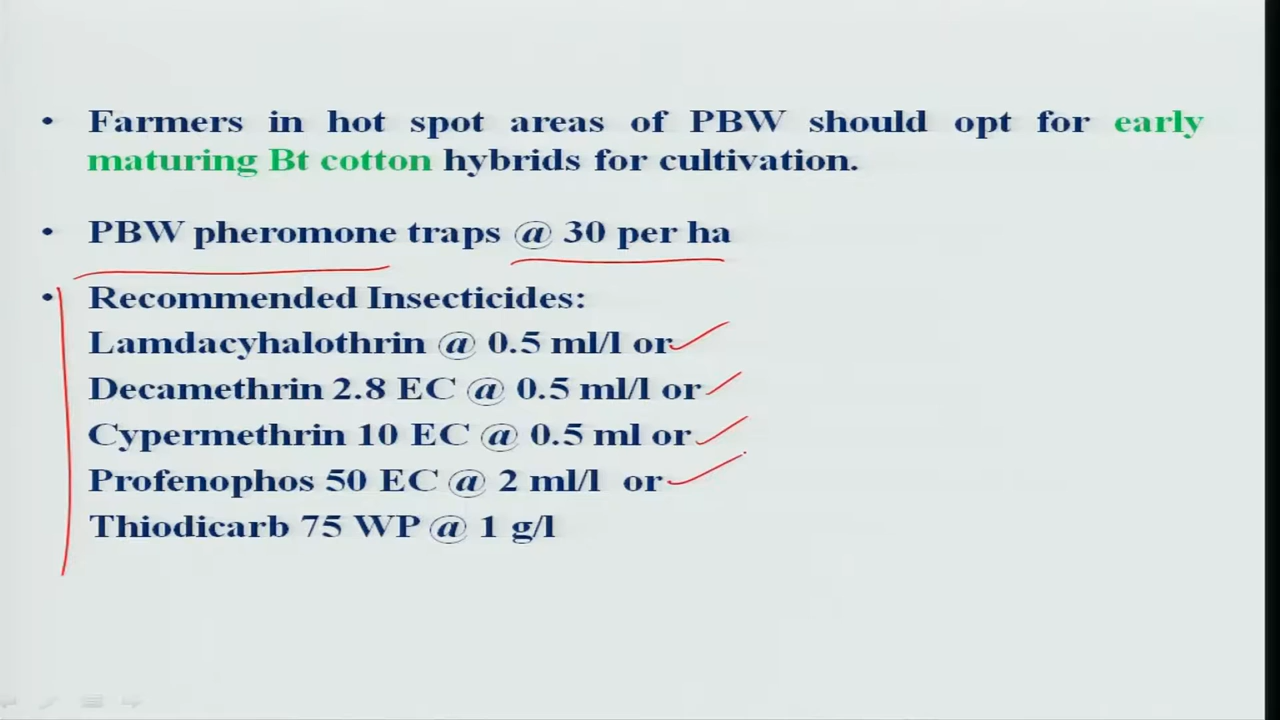 • Farmers in hot spot areas of PBW should opt for early
maturing Bt cotton hybrids for cultivation.
• PBW pheromone traps @ 30 per ha
• Recommended Insecticides:
Lamdacyhalothrin @ 0.5 ml/l or
Decamethrin 2.8 EC @ 0.5 ml/l or
Cypermethrin 10 EC @ 0.5 ml or
Profenophos 50 EC @ 2 ml/l or
Thiodicarb 75 WP @ 1 g/l